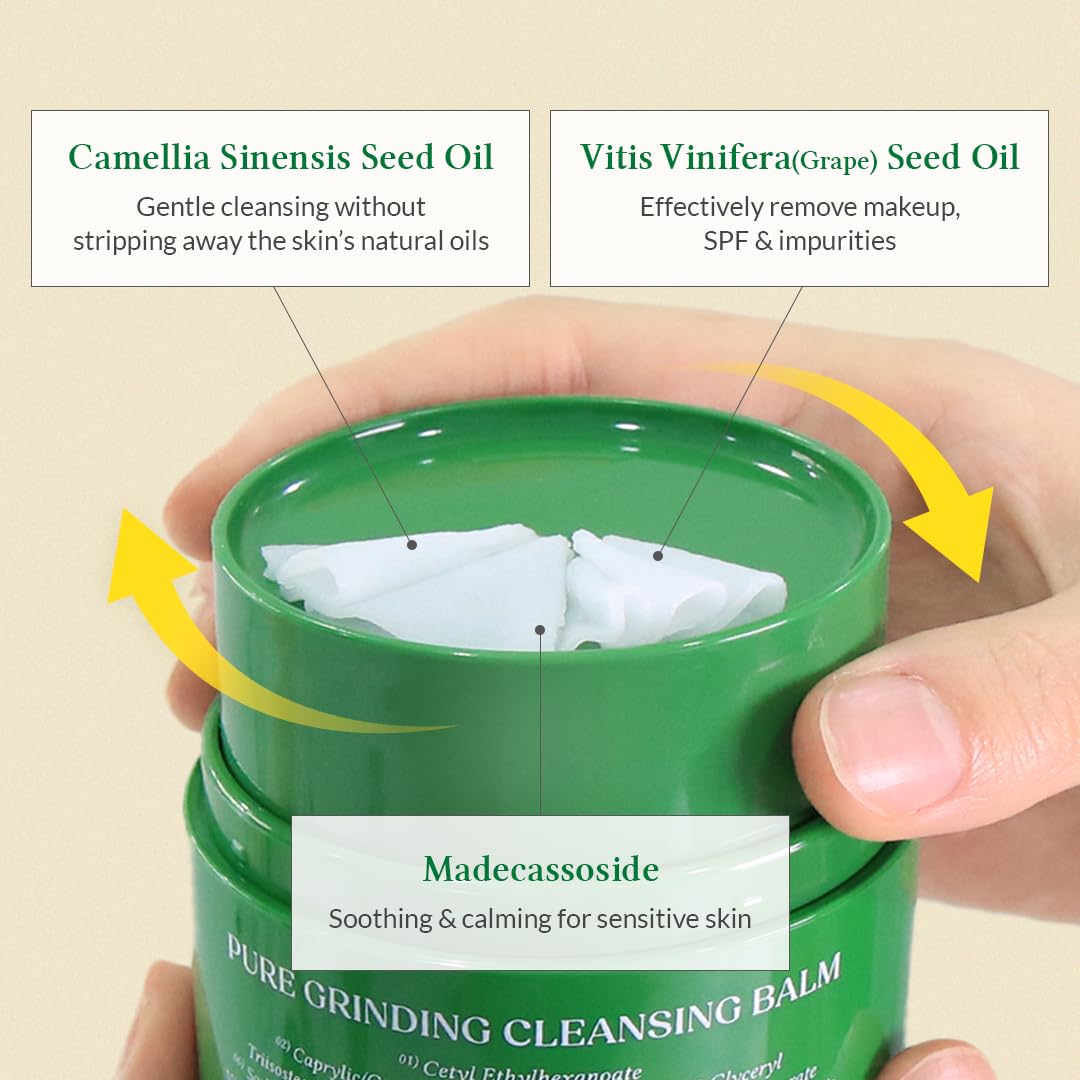 Camellia Sinensis Seed Oil
Gentle cleansing without
stripping away the skin's natural oils
Vitis Vinifera(Grape) Seed Oil
Effectively remove makeup,
SPF & impurities
Madecassoside
Soothing & calming for sensitive skin
PURE GRINDING CLEANSING BALM
01) Cetyl Ethylhexanoate
02) Caprylic/
Glyceryl